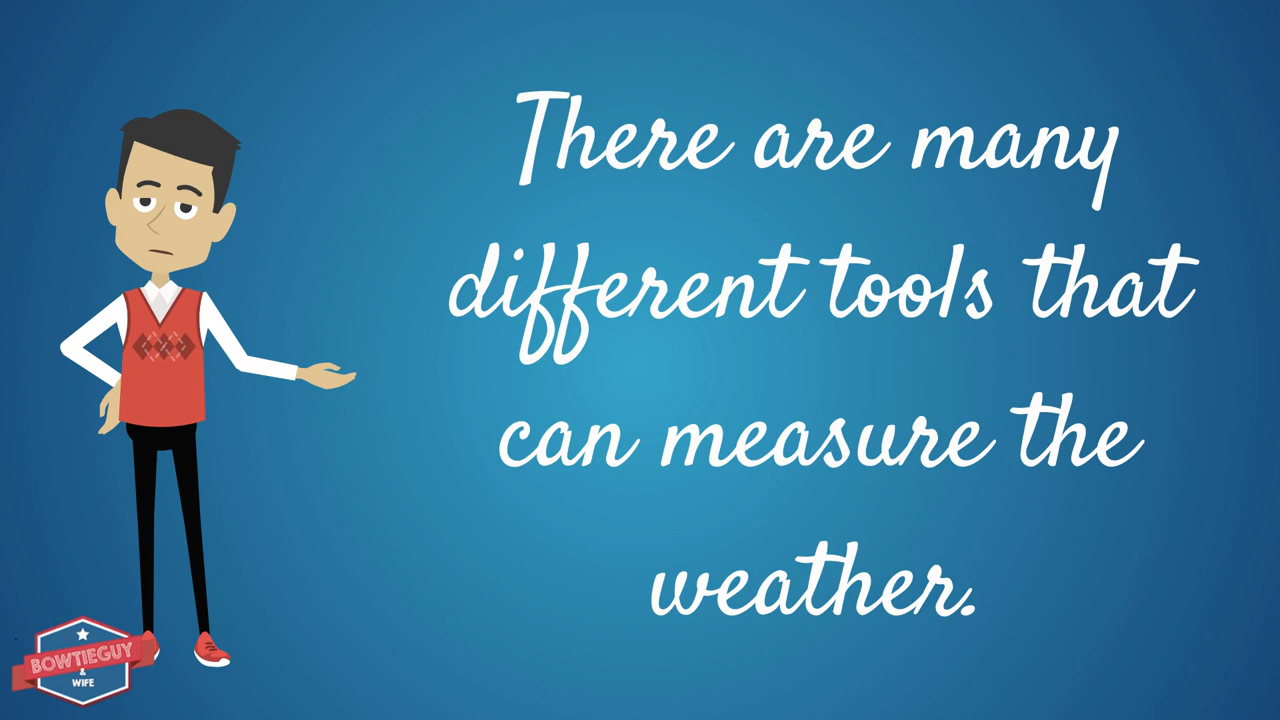 There are many
different tools that
can measure the
weather.
BOWTIEGUY
&
WIFE